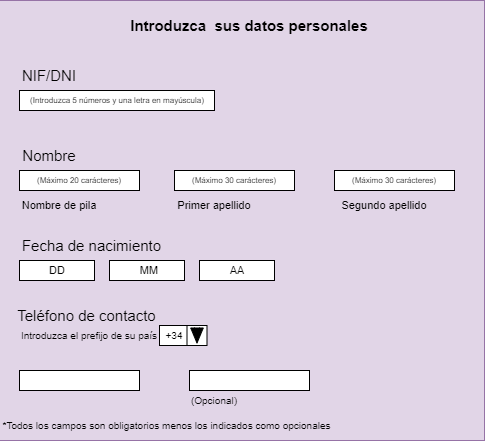 Introduzca  sus datos personales
NIF/DNI
(Introduzca 5 números y una letra en mayúscula)
Nombre
(Máximo 20 carácteres) (Máximo 30 carácteres) (Máximo 30 carácteres)
Nombre de pila Primer apellido Segundo apellido
Fecha de nacimiento
DD MM AA
Teléfono de contacto
Introduzca el prefijo de su país +34
(Opcional)
*Todos los campos son obligatorios menos los indicados como opcionales